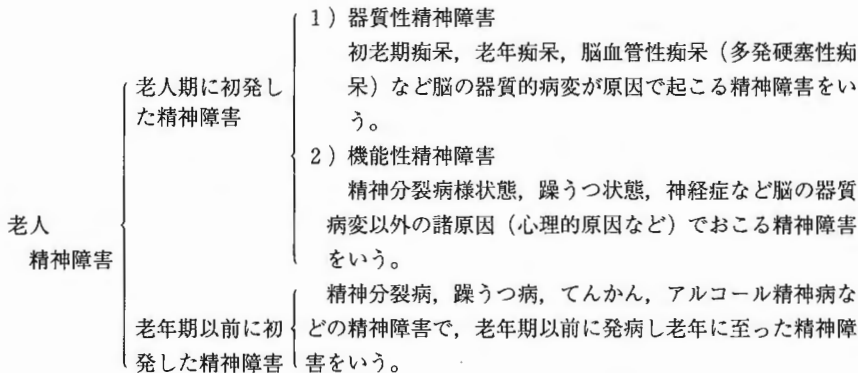 老人
精神障害
老人期に初発し
た精神障害
1）器質性精神障害
初老期痴呆，老年痴呆，脳血管性痴呆（多発硬塞性痴
呆）など脳の器質的病変が原因で起こる精神障害をい
う。
2）機能性精神障害
精神分裂病様状態，躁うつ状態，神経症など脳の器質
病変以外の諸原因（心理的原因など）でおこる精神障害
をいう。
老年期以前に初
発した精神障害
精神分裂病，躁うつ病，てんかん，アルコール精神病な
どの精神障害で，老年期以前に発病し老年に至った精神障
害をいう。